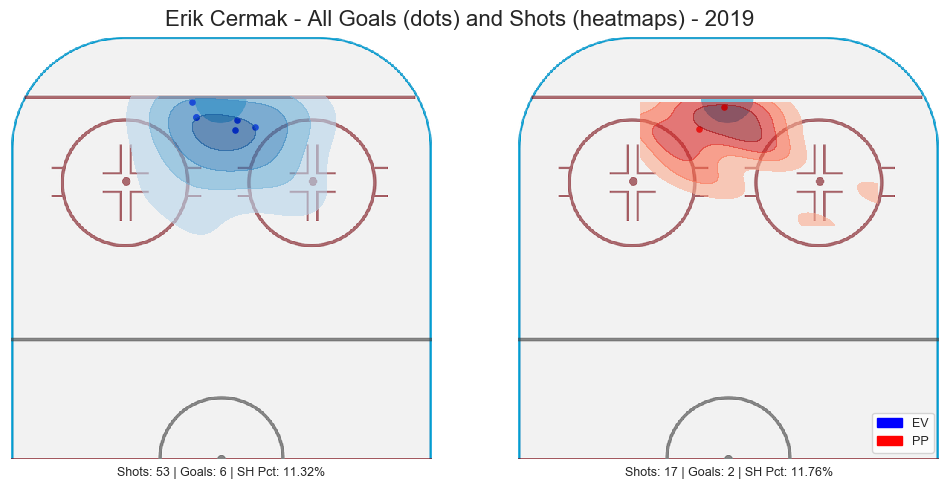 Erik Cermak - All Goals (dots) and Shots (heatmaps) - 2019
EV
PP
Shots: 53 | Goals: 6 | SH Pct: 11.32%
Shots: 17 | Goals: 2 | SH Pct: 11.76%